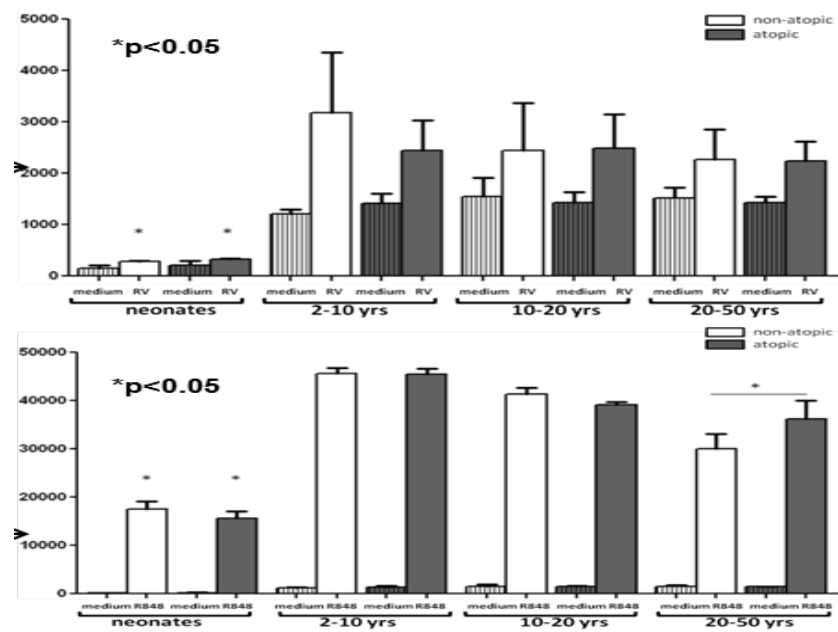 5000
non-atopic
atopic
*p<0.05
4000
3000
2000
1000
0
* *
medium RV medium RV medium RV medium RV medium RV medium RV medium RV medium RV
neonates 2-10 yrs 10-20 yrs 20-50 yrs
non-atopic
atopic
50000
*p<0.05
40000
*
30000
20000
* *
10000
0
medium R848 medium R848 medium R848 medium R848 medium R848 medium R848 medium R848 medium R848
neonates 2-10 yrs 10-20 yrs 20-50 yrs